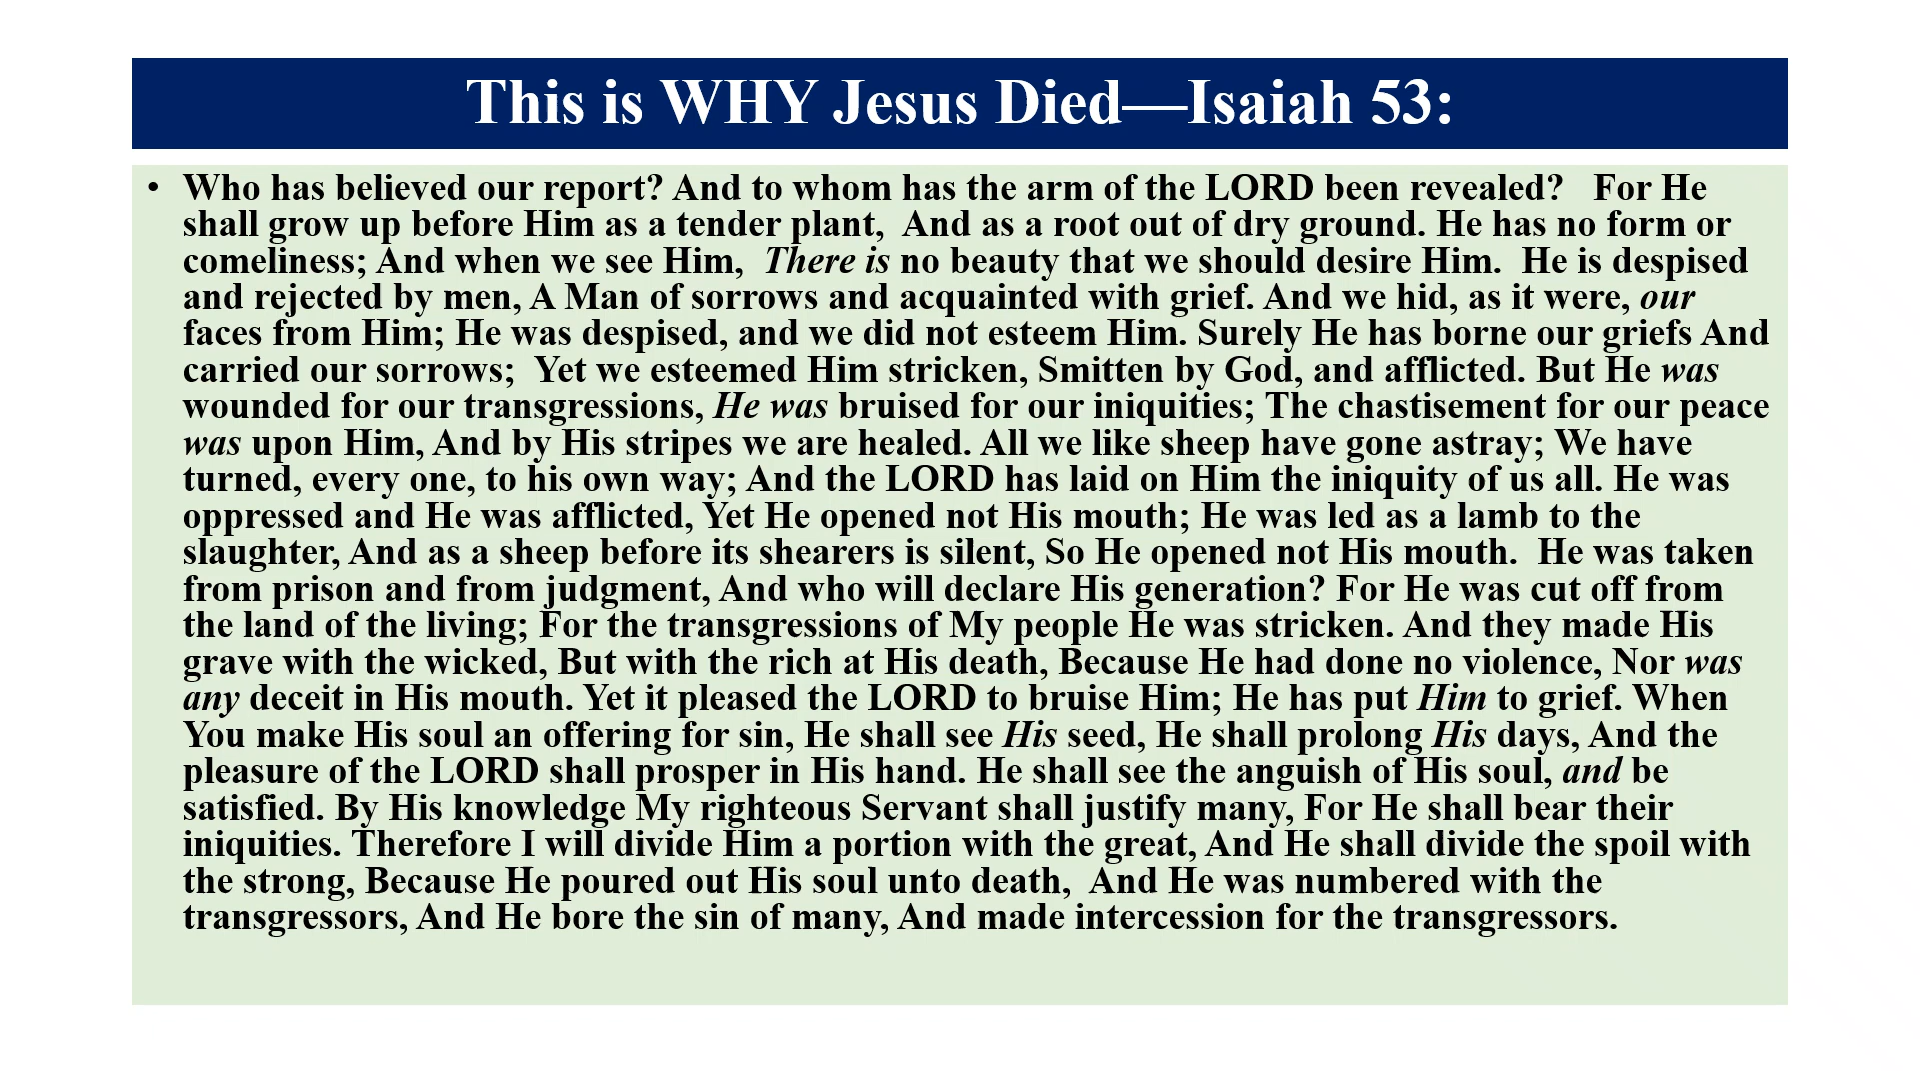 This is WHY Jesus Died—Isaiah 53:
• Who has believed our report? And to whom has the arm of the LORD been revealed? For He
shall grow up before Him as a tender plant, And as a root out of dry ground. He has no form or
comeliness; And when we see Him, There is no beauty that we should desire Him. He is despised
and rejected by men, A Man of sorrows and acquainted with grief. And we hid, as it were, our
faces from Him; He was despised, and we did not esteem Him. Surely He has borne our griefs And
carried our sorrows; Yet we esteemed Him stricken, Smitten by God, and afflicted. But He was
wounded for our transgressions, He was bruised for our iniquities; The chastisement for our peace
was upon Him, And by His stripes we are healed. All we like sheep have gone astray; We have
turned, every one, to his own way; And the LORD has laid on Him the iniquity of us all. He was
oppressed and He was afflicted, Yet He opened not His mouth; He was led as a lamb to the
slaughter, And as a sheep before its shearers is silent, So He opened not His mouth. He was taken
from prison and from judgment, And who will declare His generation? For He was cut off from
the land of the living; For the transgressions of My people He was stricken. And they made His
grave with the wicked, But with the rich at His death, Because He had done no violence, Nor was
any deceit in His mouth. Yet it pleased the LORD to bruise Him; He has put Him to grief. When
You make His soul an offering for sin, He shall see His seed, He shall prolong His days, And the
pleasure of the LORD shall prosper in His hand. He shall see the anguish of His soul, and be
satisfied. By His knowledge My righteous Servant shall justify many, For He shall bear their
iniquities. Therefore I will divide Him a portion with the great, And He shall divide the spoil with
the strong, Because He poured out His soul unto death, And He was numbered with the
transgressors, And He bore the sin of many, And made intercession for the transgressors.